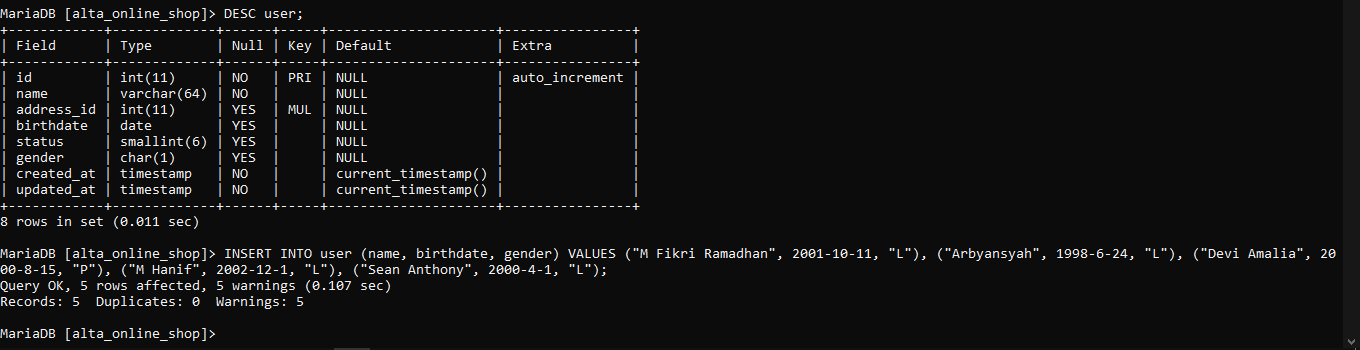 MariaDB [alta_online_shop]> DESC user;
+------------+-------------+------+-----+---------------------+----------------+
| Field      | Type        | Null | Key | Default             | Extra          |
+------------+-------------+------+-----+---------------------+----------------+
| id         | int(11)     | NO   | PRI | NULL                | auto_increment |
| name       | varchar(64) | NO   |     | NULL                |                |
| address_id | int(11)     | YES  | MUL | NULL                |                |
| birthdate  | date        | YES  |     | NULL                |                |
| status     | smallint(6) | YES  |     | NULL                |                |
| gender     | char(1)     | YES  |     | NULL                |                |
| created_at | timestamp   | NO   |     | current_timestamp() |                |
| updated_at | timestamp   | NO   |     | current_timestamp() |                |
+------------+-------------+------+-----+---------------------+----------------+
8 rows in set (0.011 sec)
MariaDB [alta_online_shop]> INSERT INTO user (name, birthdate, gender) VALUES ("M Fikri Ramadhan", 2001-10-11, "L"), ("Arbyansyah", 1998-6-24, "L"), ("Devi Amalia", 20
00-8-15, "P"), ("M Hanif", 2002-12-1, "L"), ("Sean Anthony", 2000-4-1, "L");
Query OK, 5 rows affected, 5 warnings (0.107 sec)
Records: 5  Duplicates: 0  Warnings: 5
MariaDB [alta_online_shop]>